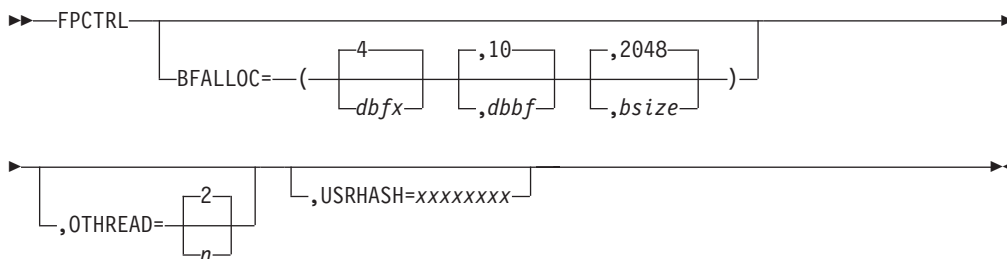 FPCTRL
4 ,10 ,2048
BFALLOC= ( )
dbfx ,dbbf ,bsize
2
,OTHREAD= ,USRHASH=xxxxxxxx
n